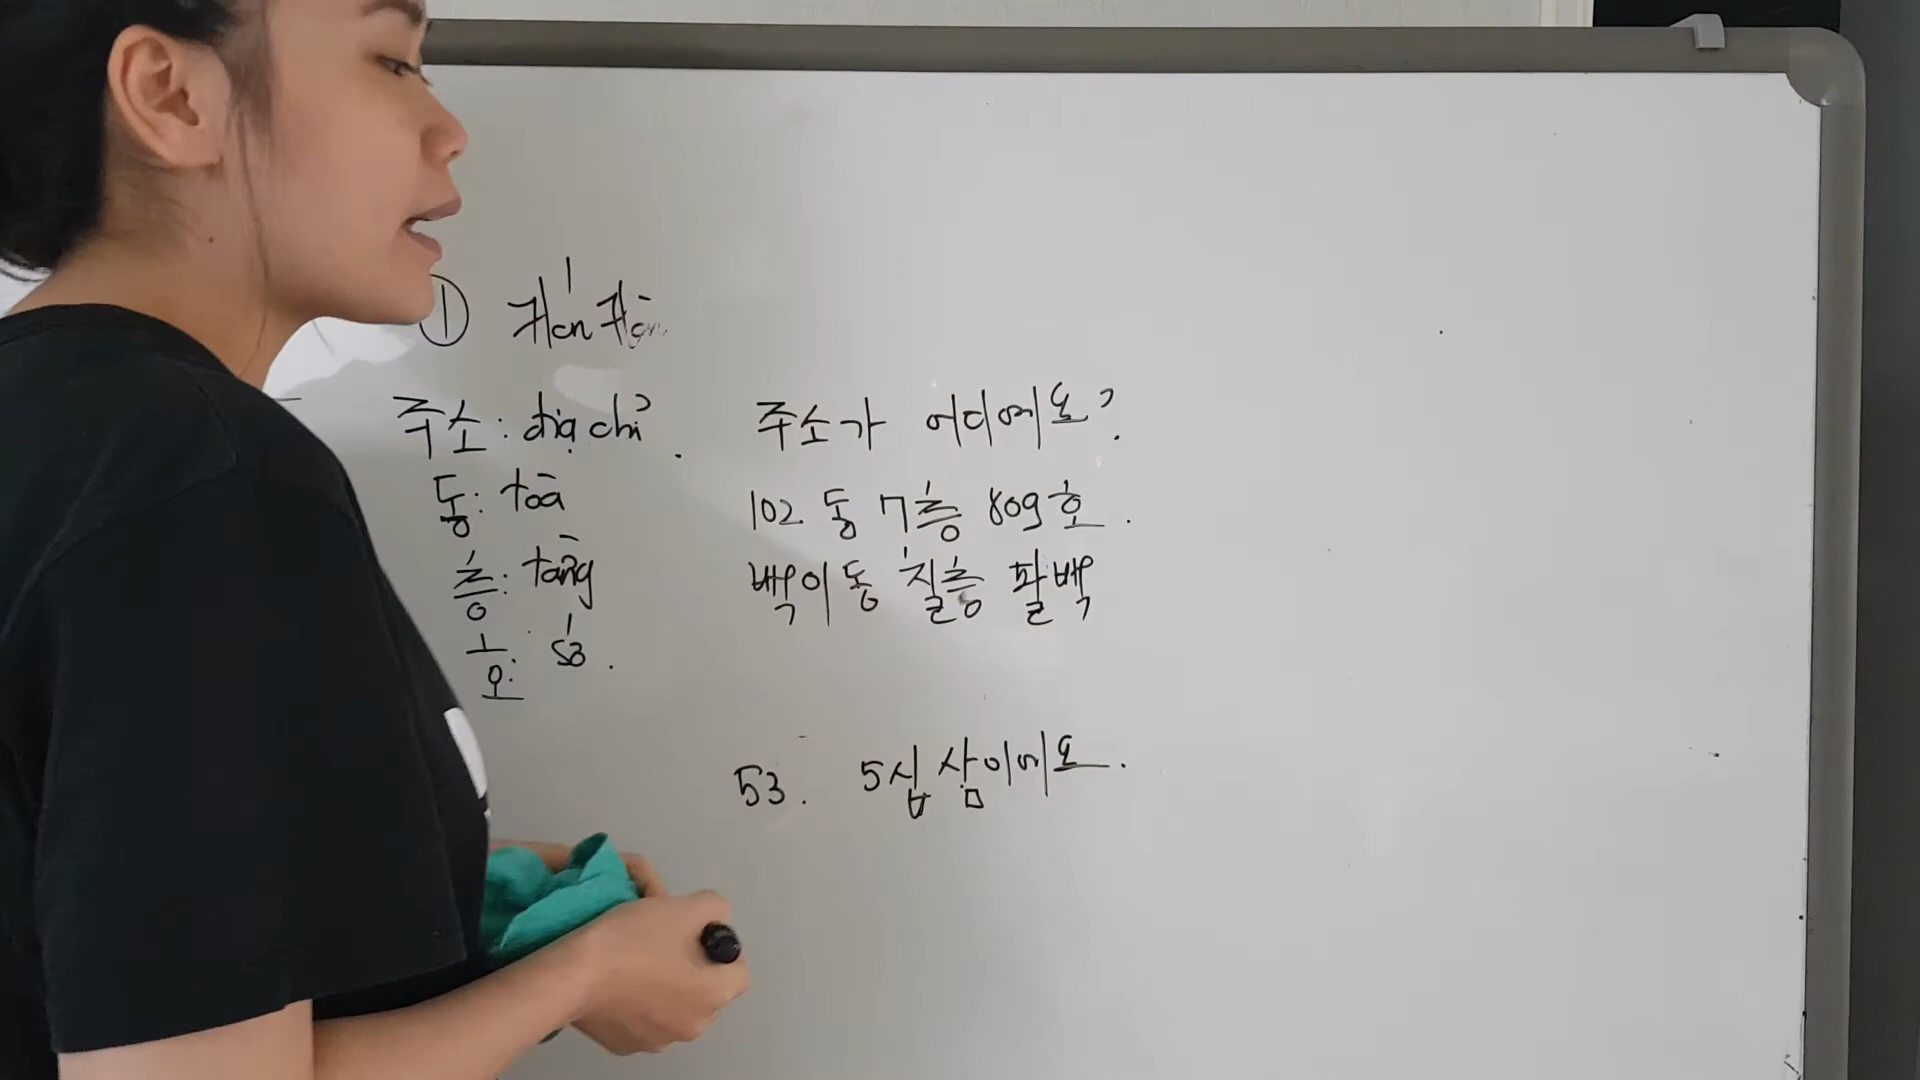 ① Hán Hàn
주소: địa chỉ.
동: toà
층: tầng
호: số.
주소가 어디예요?
102 동 7층 809호.
백이동 칠층 팔백
53. 5십삼이에요.